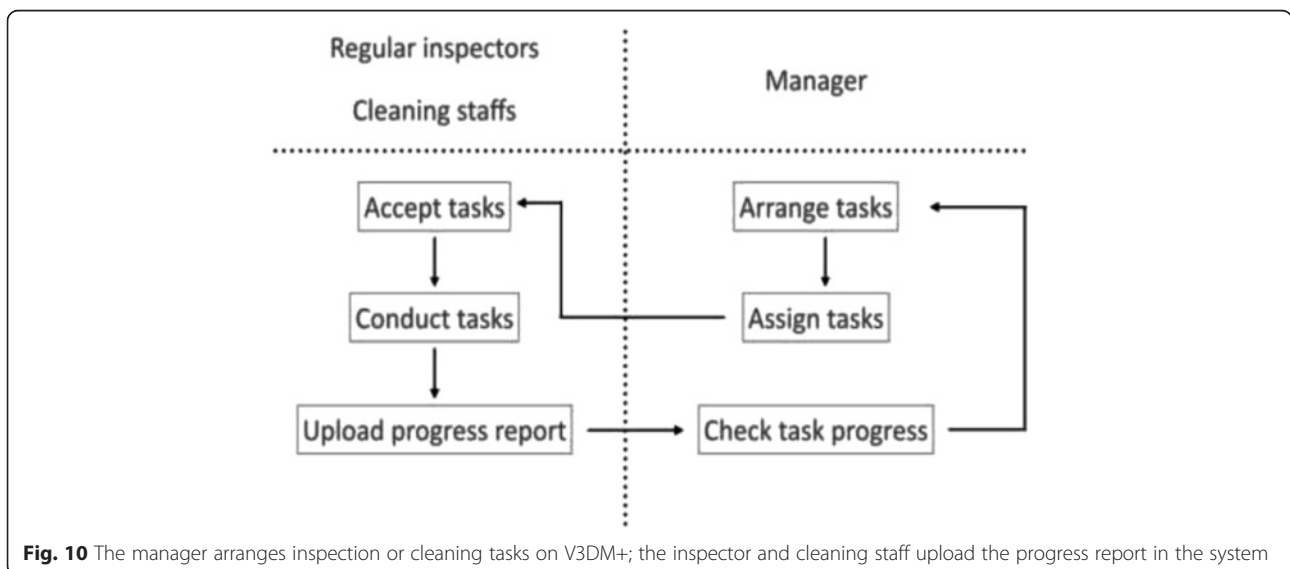 Regular inspectors
Cleaning staffs
Manager
Accept tasks
Arrange tasks
Conduct tasks
Assign tasks
Upload progress report
Check task progress
Fig. 10 The manager arranges inspection or cleaning tasks on V3DM+; the inspector and cleaning staff upload the progress report in the system